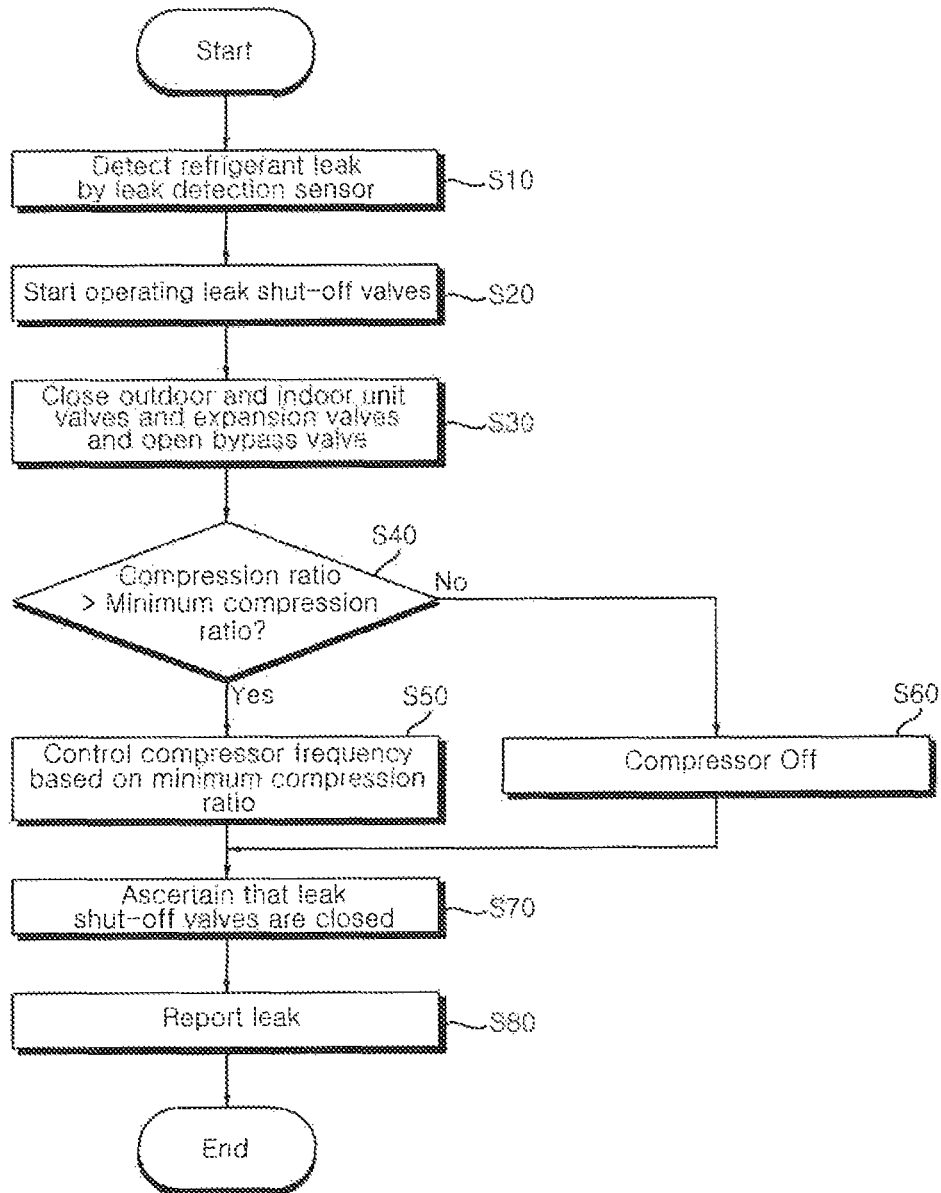 Start
Detect refrigerant leak
by leak detection sensor
S10
Start operating leak shut-off valves
S20
Close outdoor and indoor unit
valves and expansion valves
and open bypass valve
S30
S40
Compression ratio
> Minimum compression
ratio?
No
Yes
S50
Control compressor frequency
based on minimum compression
ratio
S60
Compressor Off
Ascertain that leak
shut-off valves are closed
S70
Report leak
S80
End